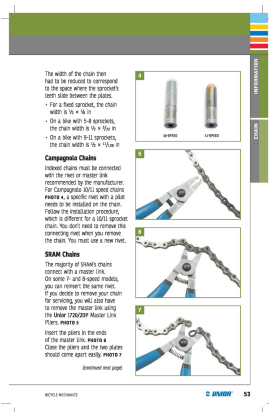 The width of the chain then
had to be reduced to correspond
to the space where the sprocket's
teeth slide between the plates.
• For a fixed sprocket, the chain
width is ½ × ⅛ in
• On a bike with 5–8 sprockets,
the chain width is ½ × 3/32 in
• On a bike with 9–11 sprockets,
the chain width is ½ × 11/128 in
Campagnolo Chains
Indexed chains must be connected
with the rivet or master link
recommended by the manufacturer.
For Campagnolo 10/11 speed chains
PHOTO 4, a specific rivet with a pilot
needs to be installed on the chain.
Follow the installation procedure,
which is different for a 10/11 sprocket
chain. You don't need to remove this
connecting rivet when you remove
the chain. You must use a new rivet.
SRAM Chains
The majority of SRAM's chains
connect with a master link.
On some 7- and 8-speed models,
you can reinsert the same rivet.
If you decide to remove your chain
for servicing, you will also have
to remove the master link using
the Unior 1720/2DP Master Link
Pliers. PHOTO 5
Insert the pliers in the ends
of the master link. PHOTO 6
Close the pliers and the two plates
should come apart easily. PHOTO 7
(continued next page)
4
10-SPEED
11-SPEED
5
6
7
INFORMATION
CHAIN
BICYCLE MECHANICS
UNIOR
53